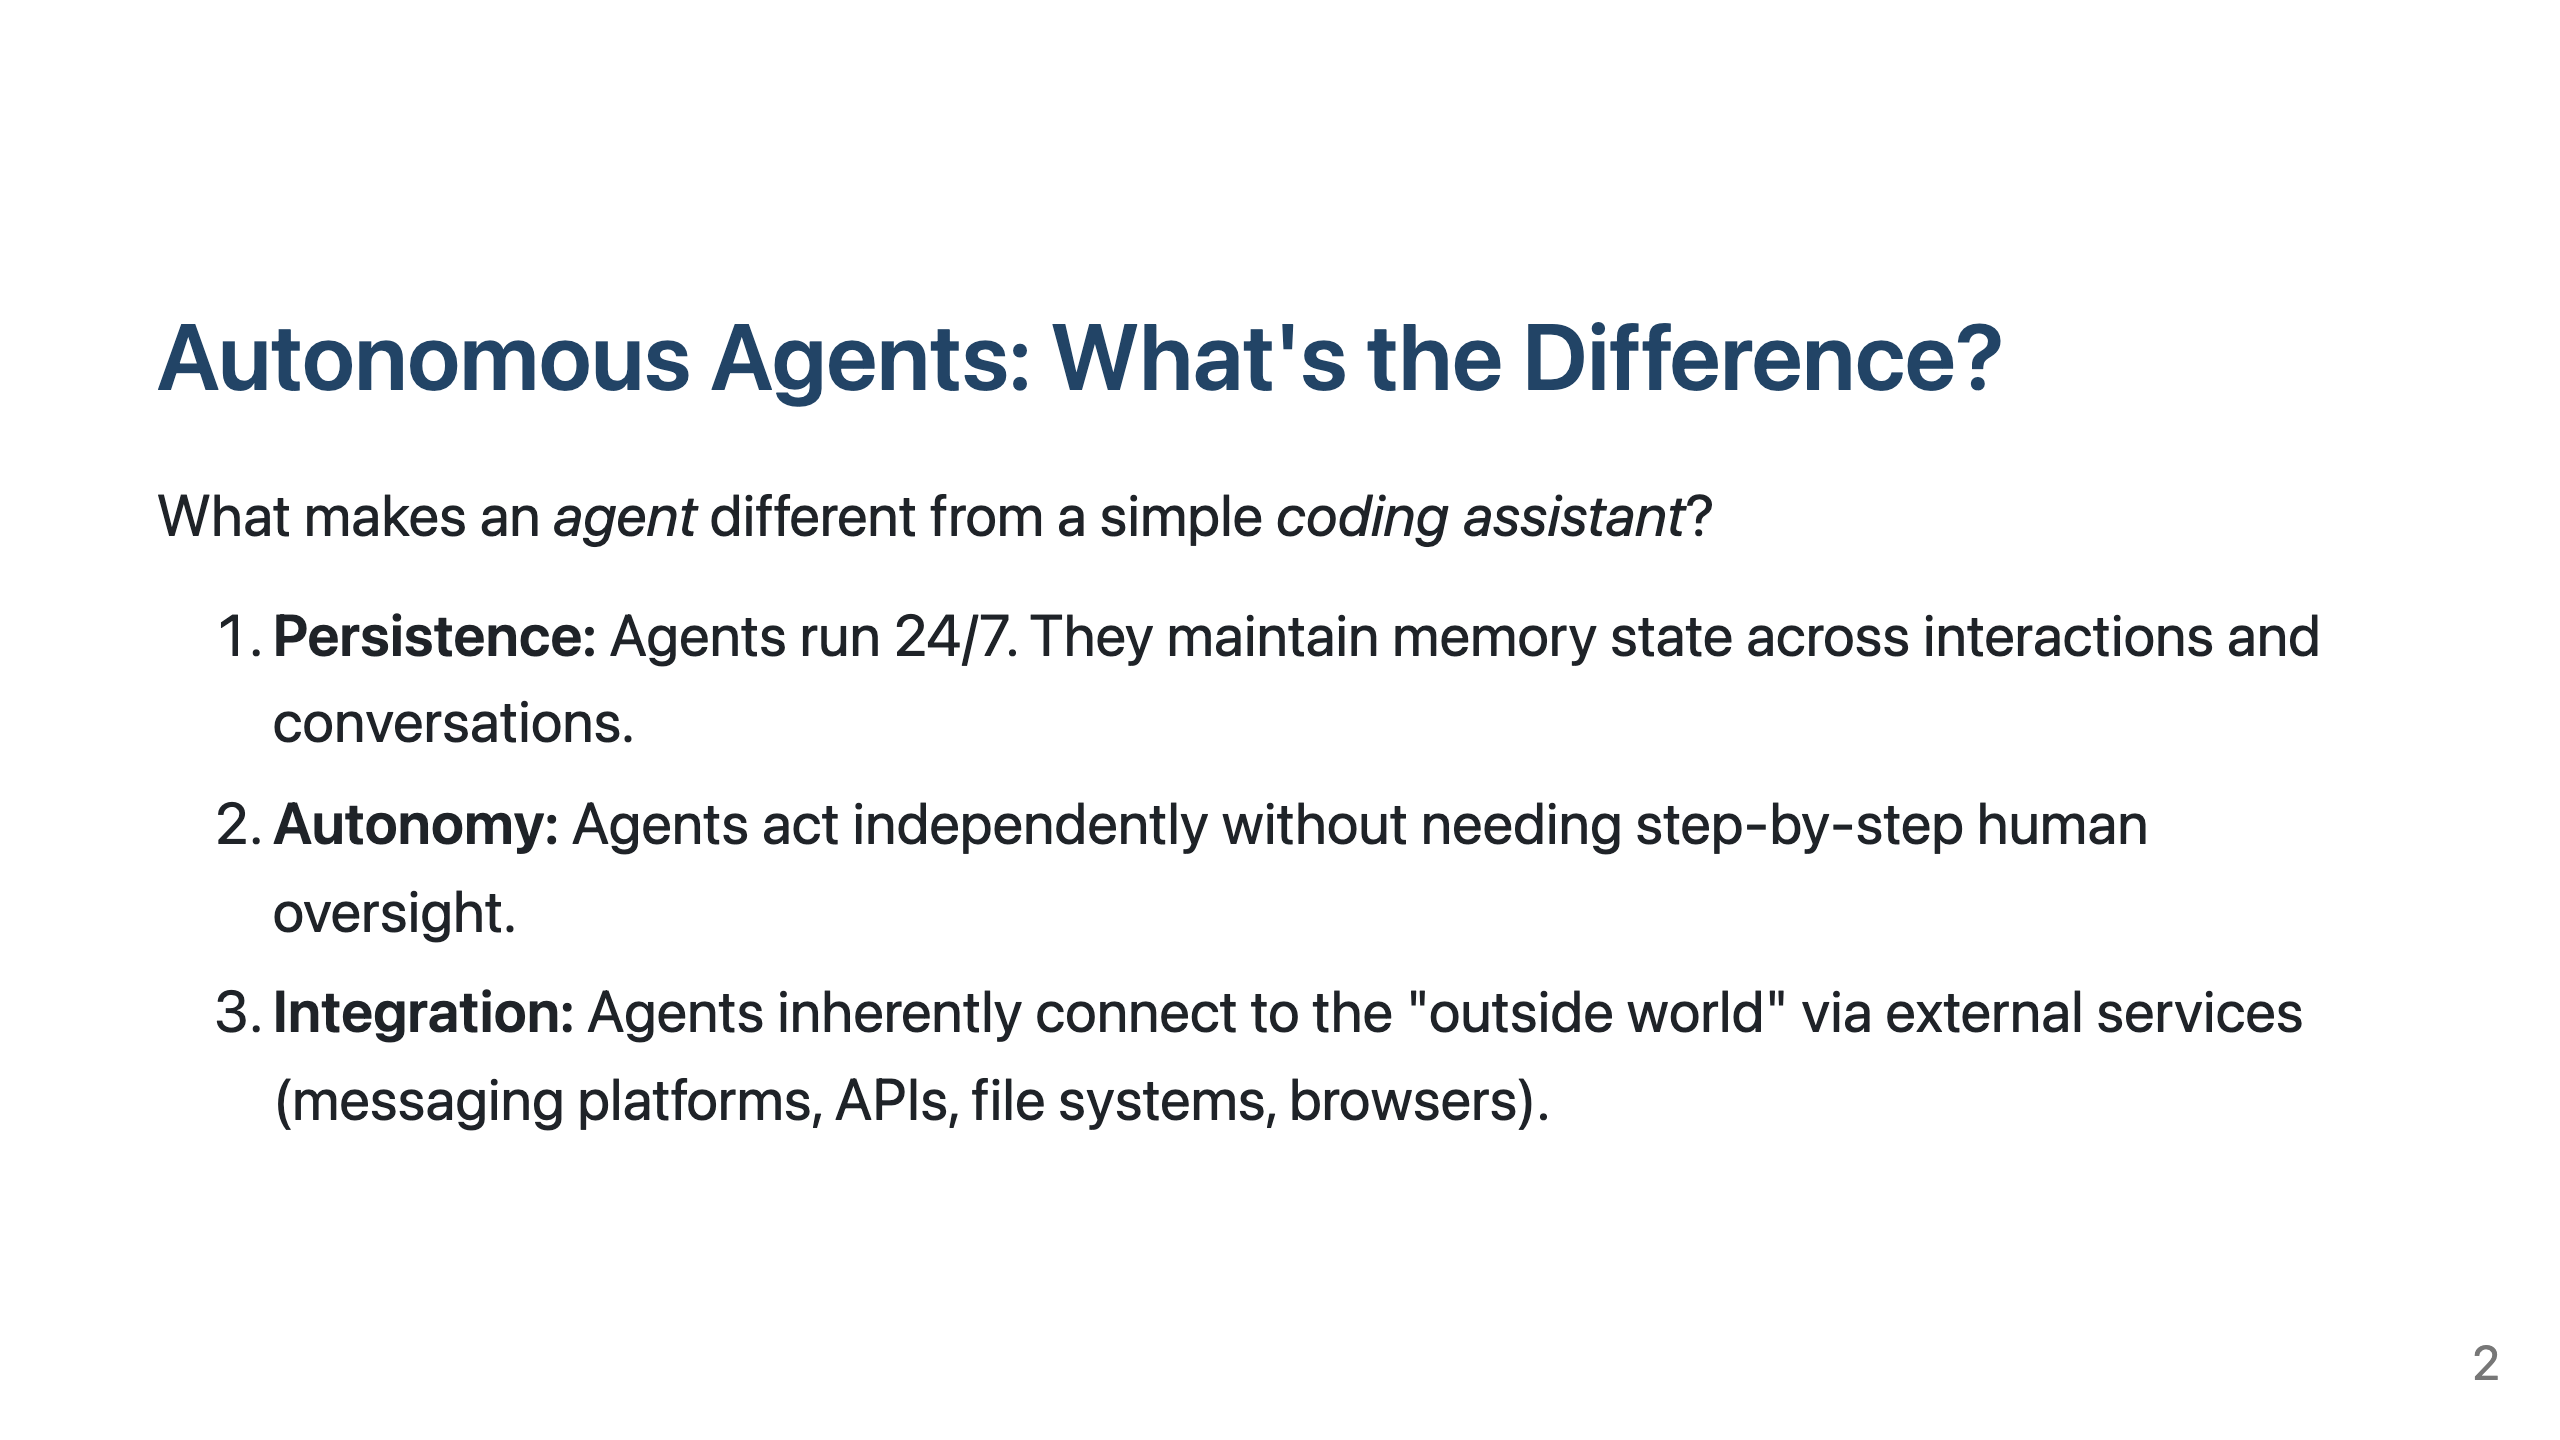 Autonomous Agents: What's the Difference?
What makes an agent different from a simple coding assistant?
1. Persistence: Agents run 24/7. They maintain memory state across interactions and
conversations.
2. Autonomy: Agents act independently without needing step-by-step human
oversight.
3. Integration: Agents inherently connect to the "outside world" via external services
(messaging platforms, APIs, file systems, browsers).
2